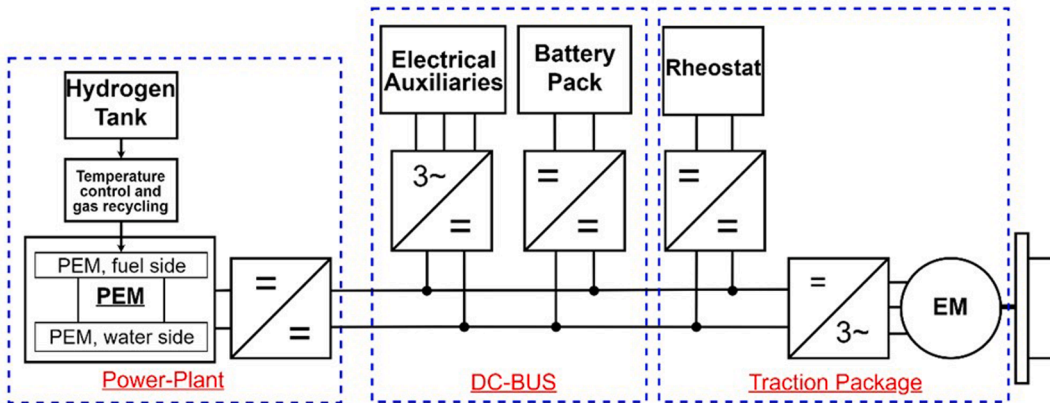 Hydrogen
Tank
Temperature
control and
gas recycling
PEM, fuel side
PEM
PEM, water side
=
=
Power-Plant
Electrical
Auxiliaries
3~
=
Battery
Pack
=
=
DC-BUS
Rheostat
=
=
=
3~
EM
Traction Package